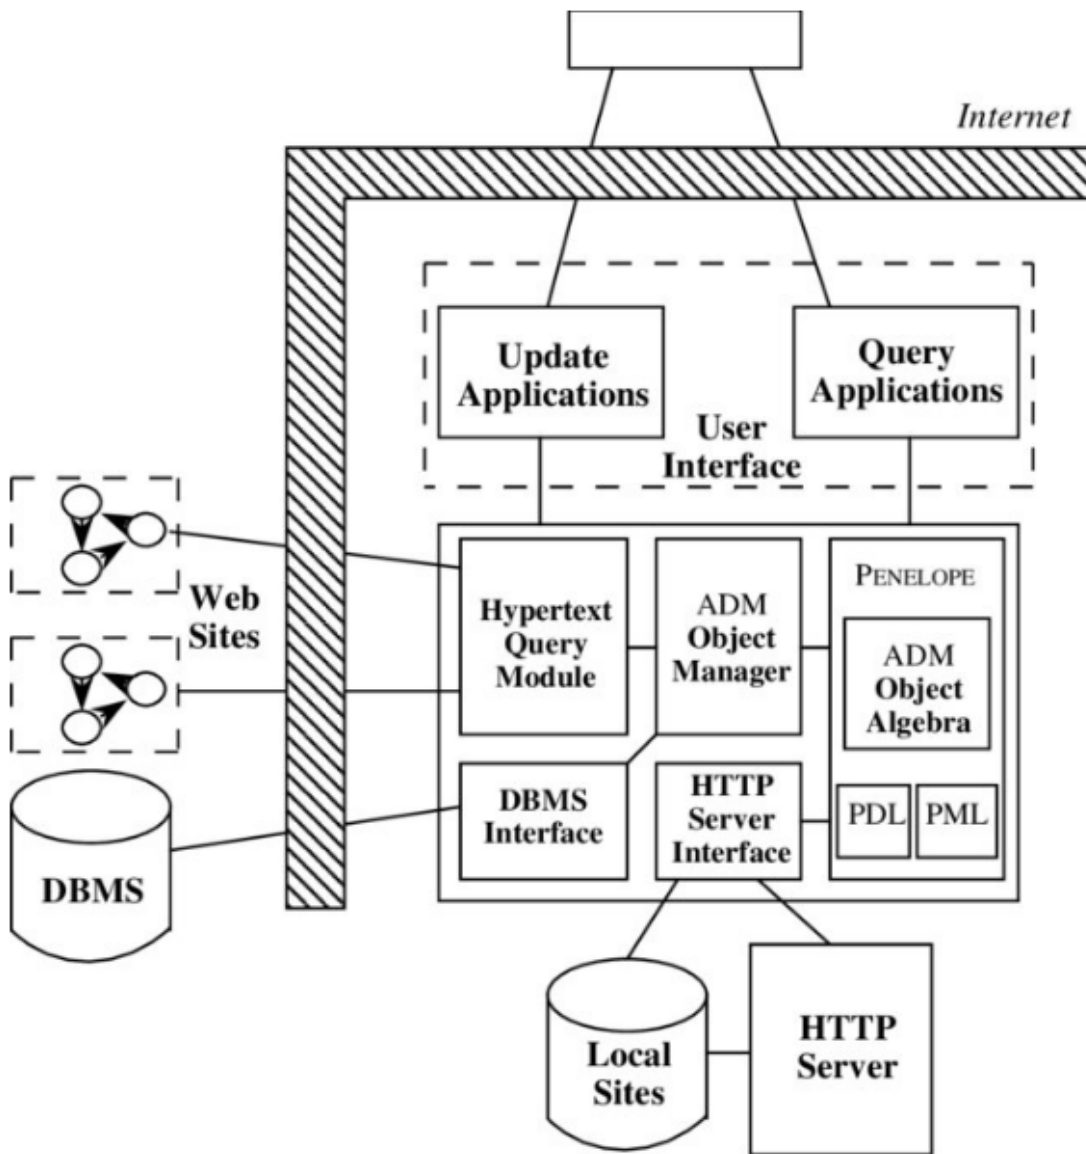 Internet
Update
Applications
Query
Applications
User
Interface
Web
Sites
Hypertext
Query
Module
ADM
Object
Manager
PENELOPE
ADM
Object
Algebra
DBMS
Interface
HTTP
Server
Interface
PDL
PML
DBMS
Local
Sites
HTTP
Server